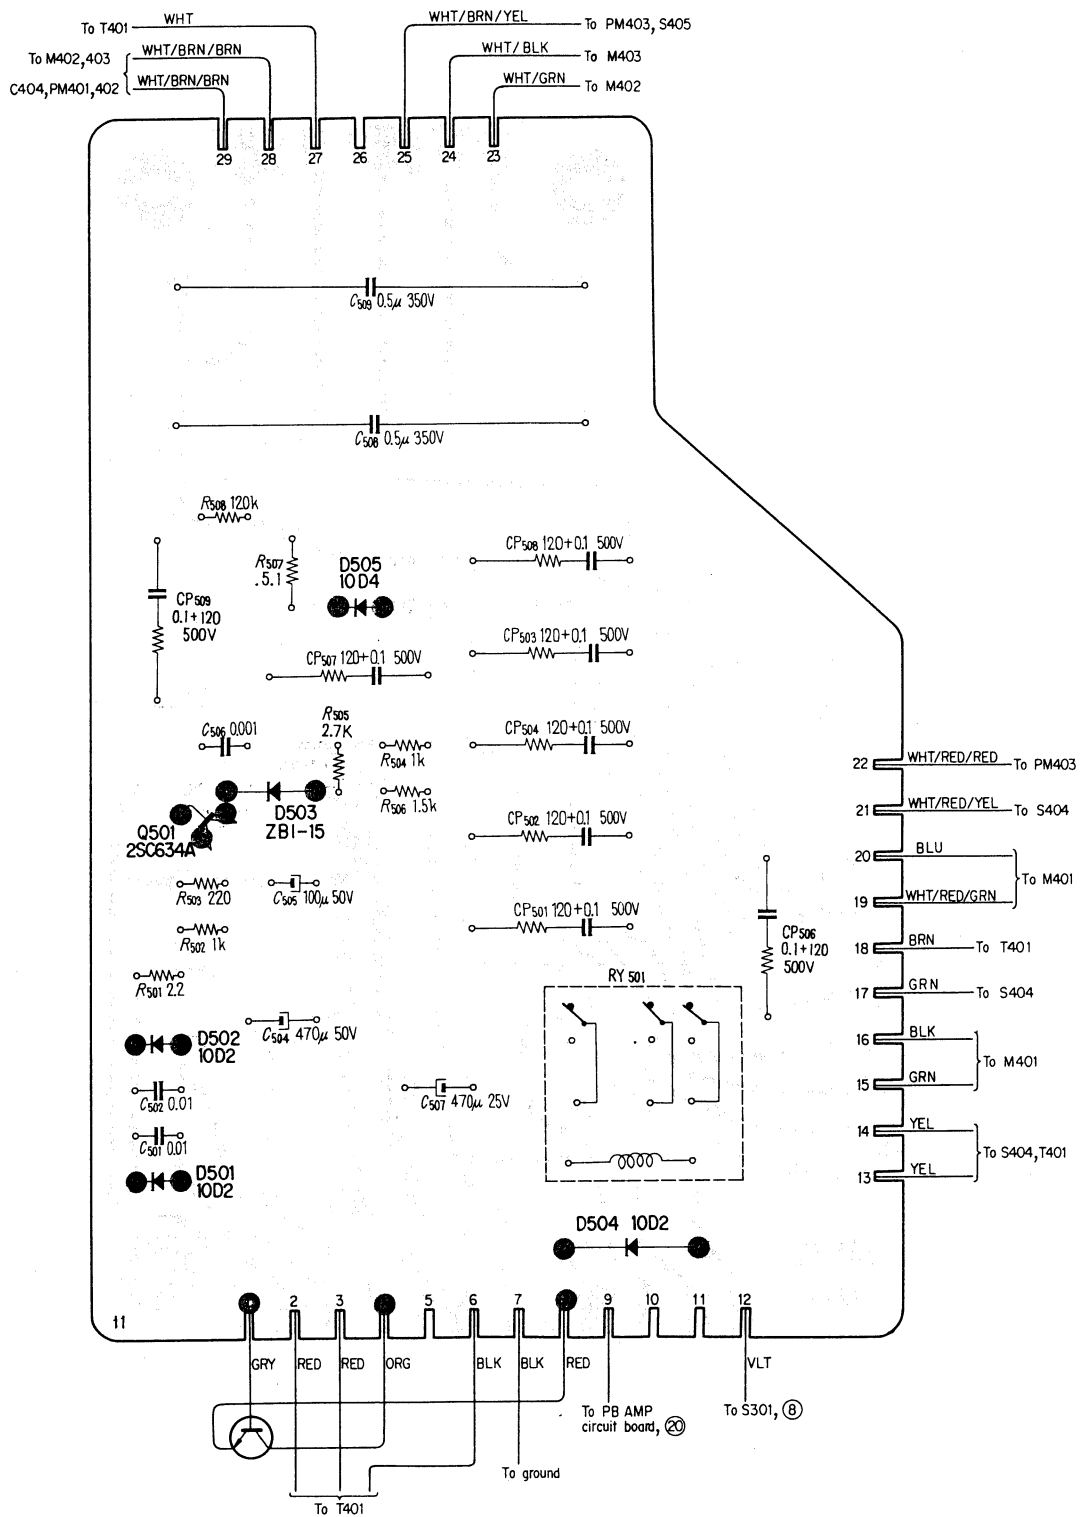 To T401 WHT
WHT/BRN/YEL To PM403, S405
To M402,403 WHT/BRN/BRN
WHT/BLK To M403
C404,PM401,402 WHT/BRN/BRN
WHT/GRN To M402
29 28 27 26 25 24 23
C509 0.5μ 350V
C508 0.5μ 350V
R508 120k
CP508 120+0.1 500V
R507
.5.1
D505
10D4
CP509
0.1+120
500V
CP503 120+0.1 500V
CP507 120+0.1 500V
R505
2.7K
C506 0.001
CP504 120+0.1 500V
R504 1k
22 WHT/RED/RED To PM403
R506 1.5k
21 WHT/RED/YEL To S404
D503
ZB1-15
Q501
2SC634A
CP502 120+0.1 500V
20 BLU
To M401
19 WHT/RED/GRN
R503 220
C505 100μ 50V
CP501 120+0.1 500V
R502 1k
CP506
0.1+120
500V
18 BRN To T401
R501 2.2
RY 501
17 GRN To S404
C504 470μ 50V
D502
10D2
16 BLK
To M401
15 GRN
C502 0.01
C507 470μ 25V
14 YEL
To S404,T401
13 YEL
C501 0.01
D501
10D2
D504 10D2
11
2 3 5 6 7 9 10 11 12
GRY RED RED ORG BLK BLK RED VLT
To PB AMP
circuit board, 20
To S301, 8
To ground
To T401